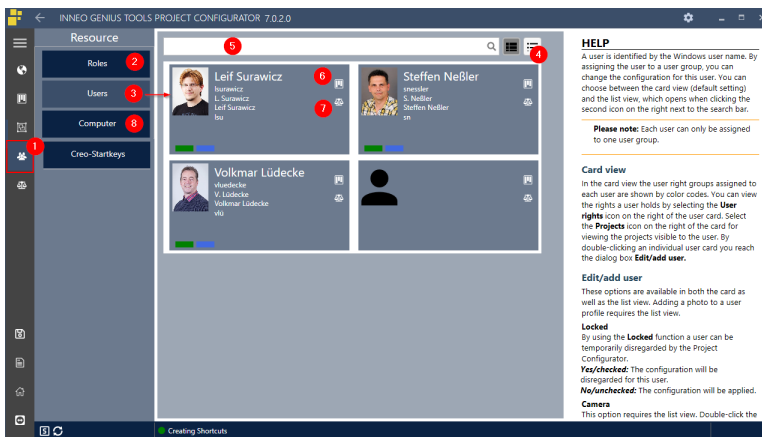 INNEO GENIUS TOOLS PROJECT CONFIGURATOR 7.0.2.0
Resource
Roles
2
Users
3
Computer
8
Creo-Startkeys
1
5
4
Leif Surawicz
lsurawicz
L. Surawicz
Leif Surawicz
lsu
6
7
Steffen Neßler
snessler
S. Neßler
Steffen Neßler
sn
Volkmar Lüdecke
vluedecke
V. Lüdecke
Volkmar Lüdecke
vlü
HELP
A user is identified by the Windows user name. By
assigning the user to a user group, you can
change the configuration for this user. You can
choose between the card view (default setting)
and the list view, which opens when clicking the
second icon on the right next to the search bar.
Please note: Each user can only be assigned
to one user group.
Card view
In the card view the user right groups assigned to
each user are shown by color codes. You can view
the rights a user holds by selecting the User
rights icon on the right of the user card. Select
the Projects icon on the right of the card for
viewing the projects visible to the user. By
double-clicking an individual user card you reach
the dialog box Edit/add user.
Edit/add user
These options are available in both the card as
well as the list view. Adding a photo to a user
profile requires the list view.
Locked
By using the Locked function a user can be
temporarily disregarded by the Project
Configurator.
Yes/checked: The configuration will be
disregarded for this user.
No/unchecked: The configuration will be applied.
Camera
This option requires the list view. Double-click the
S
Creating Shortcuts